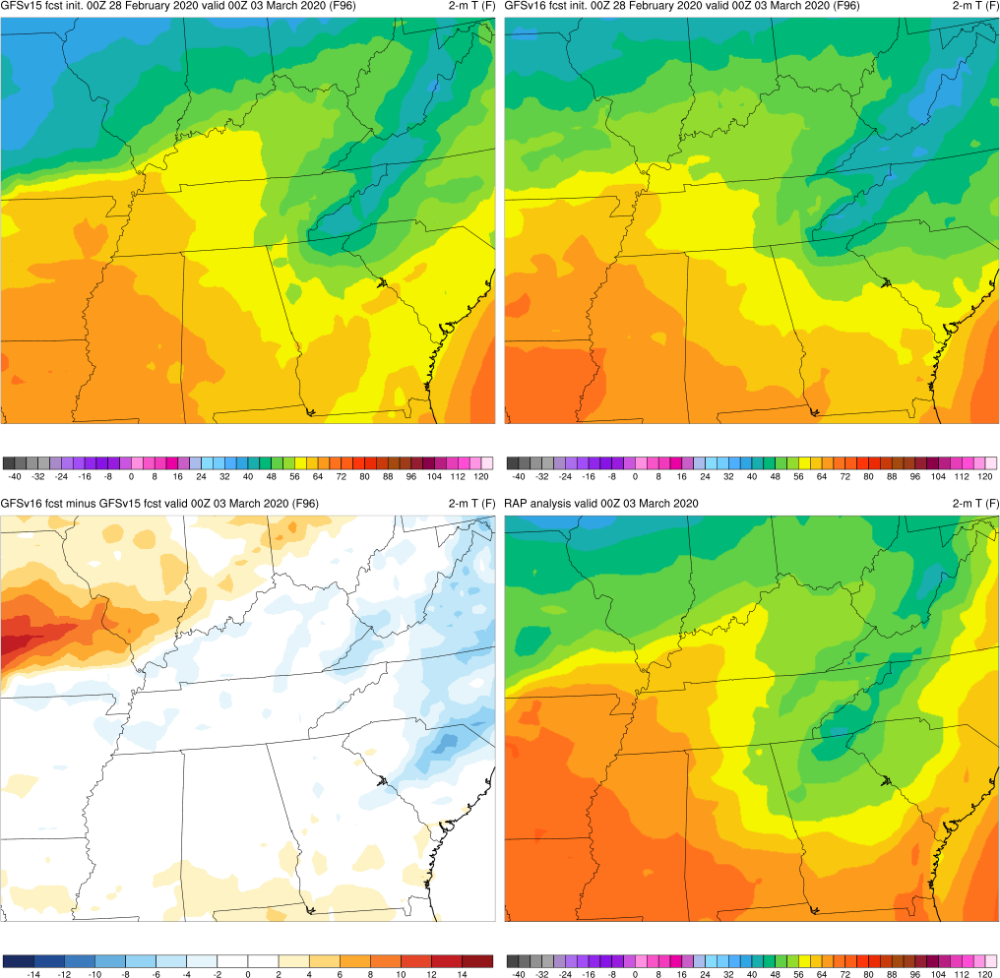 GFSv15 fcst init. 00Z 28 February 2020 valid 00Z 03 March 2020 (F96) 2-m T (F)
GFSv16 fcst init. 00Z 28 February 2020 valid 00Z 03 March 2020 (F96) 2-m T (F)
-40 -32 -24 -16 -8 0 8 16 24 32 40 48 56 64 72 80 88 96 104 112 120
-40 -32 -24 -16 -8 0 8 16 24 32 40 48 56 64 72 80 88 96 104 112 120
GFSv16 fcst minus GFSv15 fcst valid 00Z 03 March 2020 (F96) 2-m T (F)
RAP analysis valid 00Z 03 March 2020 2-m T (F)
-14 -12 -10 -8 -6 -4 -2 0 2 4 6 8 10 12 14
-40 -32 -24 -16 -8 0 8 16 24 32 40 48 56 64 72 80 88 96 104 112 120